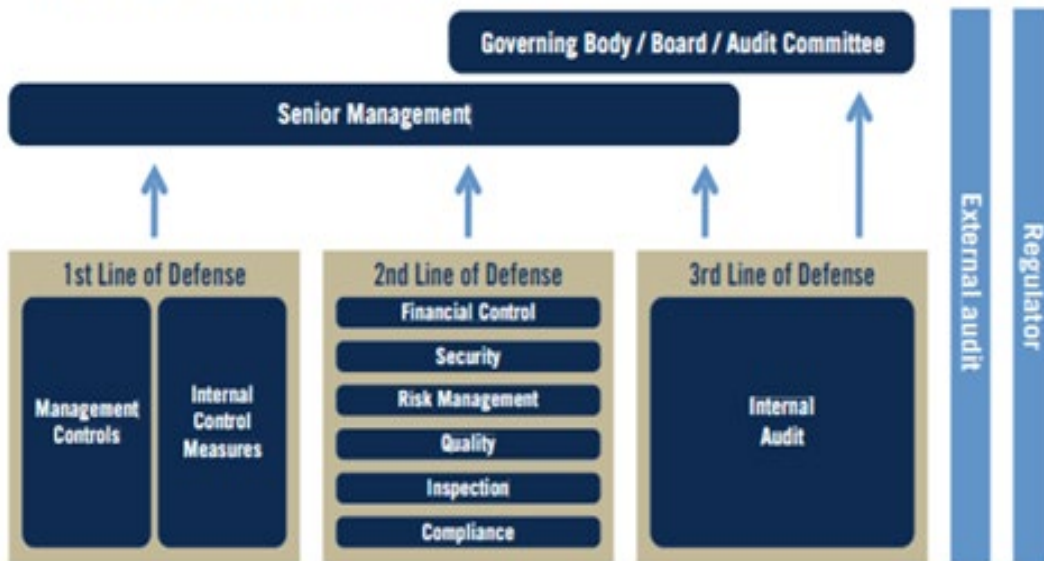 Governing Body / Board / Audit Committee
Senior Management
1st Line of Defense
Management
Controls
Internal
Control
Measures
2nd Line of Defense
Financial Control
Security
Risk Management
Quality
Inspection
Compliance
3rd Line of Defense
Internal
Audit
External audit
Regulator